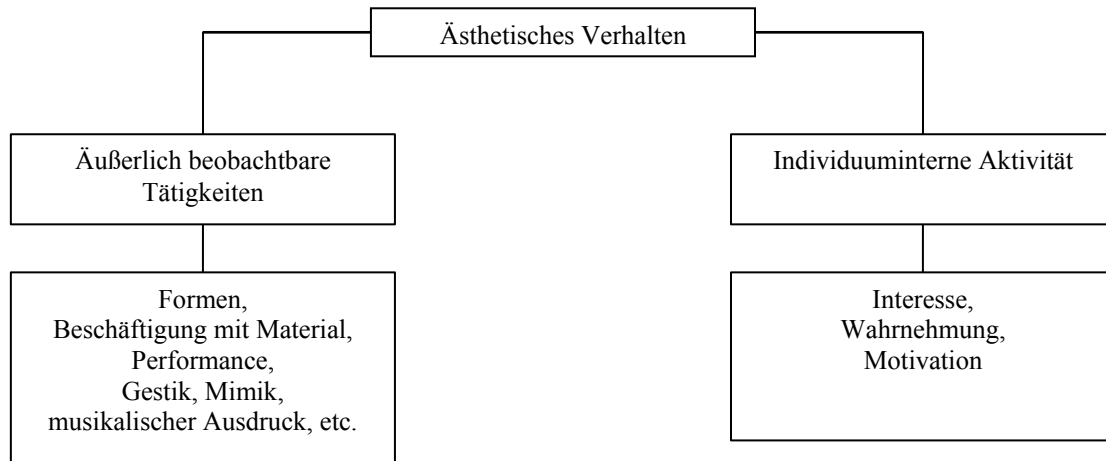 Ästhetisches Verhalten
Äußerlich beobachtbare
Tätigkeiten
Individuuminterne Aktivität
Formen,
Beschäftigung mit Material,
Performance,
Gestik, Mimik,
musikalischer Ausdruck, etc.
Interesse,
Wahrnehmung,
Motivation